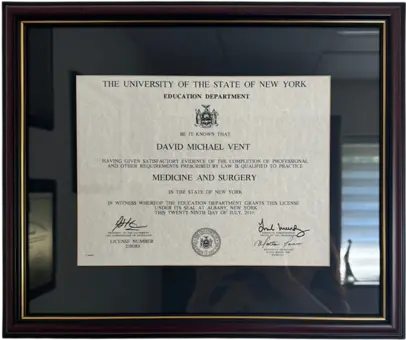 THE UNIVERSITY OF THE STATE OF NEW YORK
EDUCATION DEPARTMENT
BE IT KNOWN THAT
DAVID MICHAEL VENT
HAVING GIVEN SATISFACTORY EVIDENCE OF THE COMPLETION OF PROFESSIONAL
AND OTHER REQUIREMENTS PRESCRIBED BY LAW IS QUALIFIED TO PRACTICE
MEDICINE AND SURGERY
IN THE STATE OF NEW YORK
IN WITNESS WHEREOF THE EDUCATION DEPARTMENT GRANTS THIS LICENSE
UNDER ITS SEAL AT ALBANY, NEW YORK
THIS TWENTY-NINTH DAY OF JULY,
LICENSE NUMBER